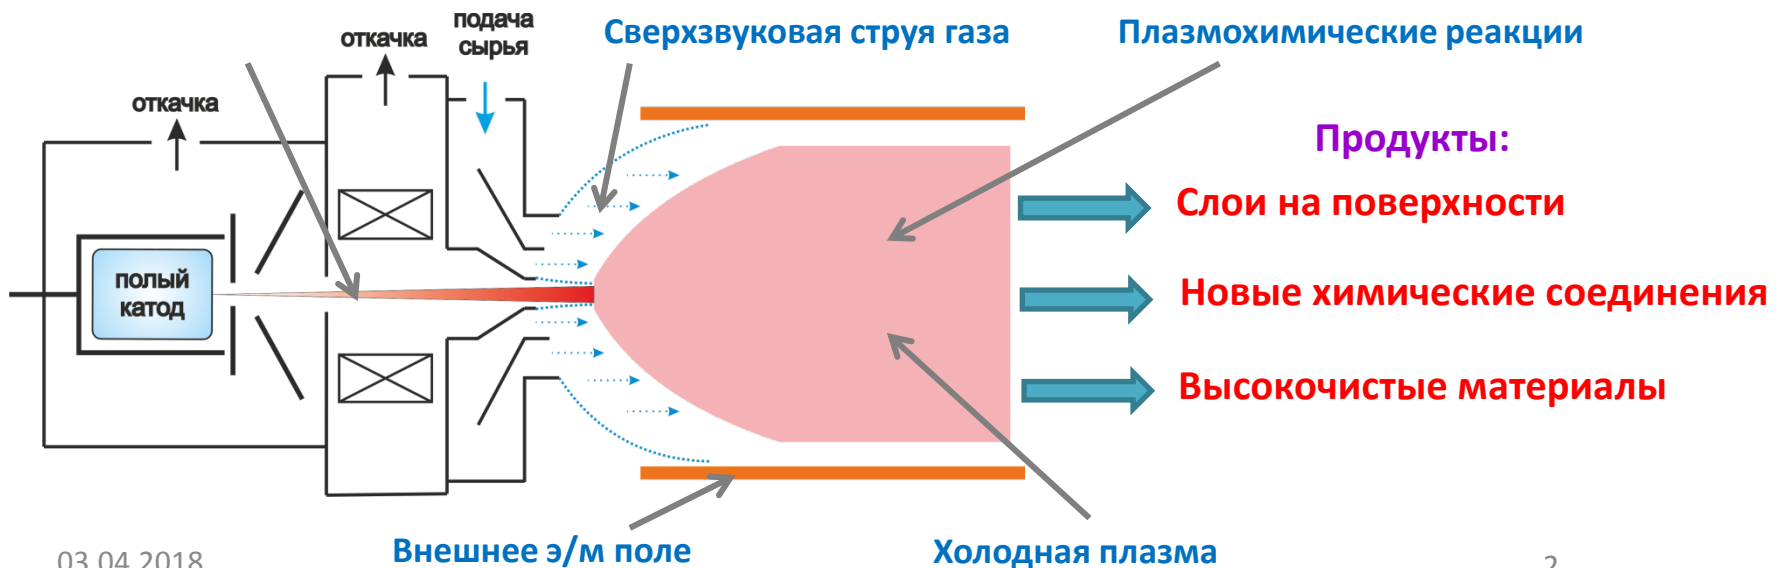 подача
сырья
откачка
Сверхзвуковая струя газа
Плазмохимические реакции
откачка
Продукты:
Слои на поверхности
полый
катод
Новые химические соединения
Высокочистые материалы
Внешнее э/м поле
Холодная плазма
03.04.2018
2